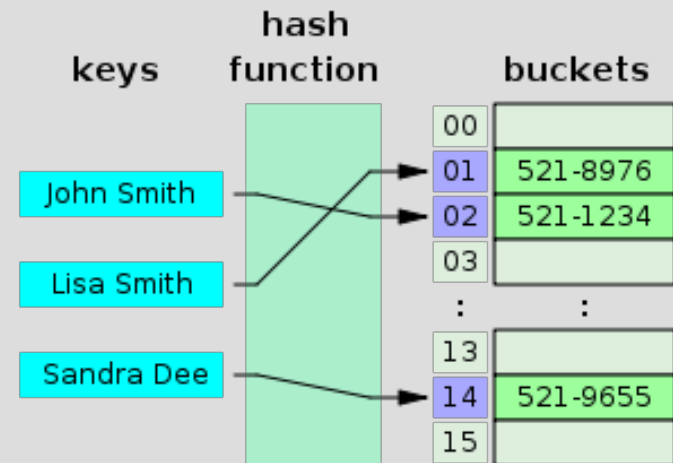 keys
hash
function
buckets
John Smith
Lisa Smith
Sandra Dee
00
01 521-8976
02 521-1234
03
: :
13
14 521-9655
15